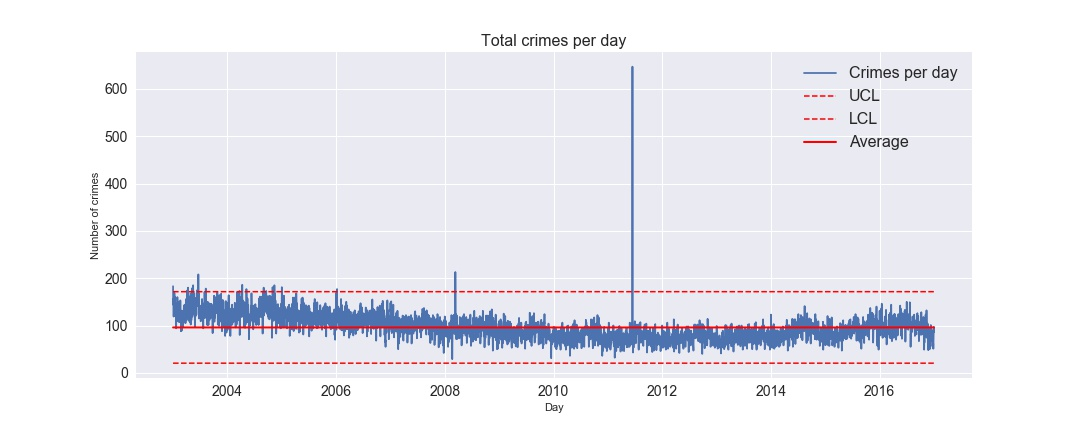 Total crimes per day
Crimes per day
UCL
LCL
Average
600
500
400
300
200
100
0
Number of crimes
2004 2006 2008 2010 2012 2014 2016
Day